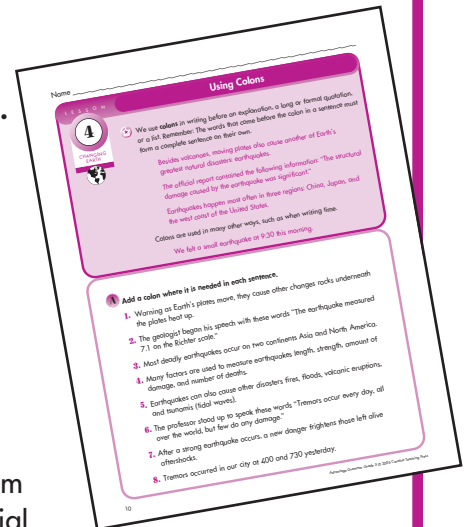 .
Name
LESSON
Using Colons
4
CHANGING
EARTH
We use colons in writing before an explanation, a long or formal quotation,
or a list. Remember: The words that come before the colon in a sentence must
form a complete sentence on their own.
Besides volcanoes, moving plates also cause another of Earth's
greatest natural disasters: earthquakes.
The official report contained the following information: "The structural
damage caused by the earthquake was significant."
Earthquakes happen most often in three regions: China, Japan, and
the west coast of the United States.
Colons are used in many other ways, such as when writing time.
We felt a small earthquake at 9:30 this morning.
A Add a colon where it is needed in each sentence.
1. Warning as Earth's plates move, they cause other changes rocks underneath
the plates heat up.
2. The geologist began his speech with these words "The earthquake measured
7.1 on the Richter scale."
3. Most deadly earthquakes occur on two continents Asia and North America.
4. Many factors are used to measure earthquakes length, strength, amount of
damage, and number of deaths.
5. Earthquakes can also cause other disasters fires, floods, volcanic eruptions,
and tsunamis (tidal waves).
6. The professor stood up to speak these words "Tremors occur every day, all
over the world, but few do any damage."
7. After a strong earthquake occurs, a new danger frightens those left alive
aftershocks.
8. Tremors occurred in our city at 400 and 730 yesterday.
10
m
ial